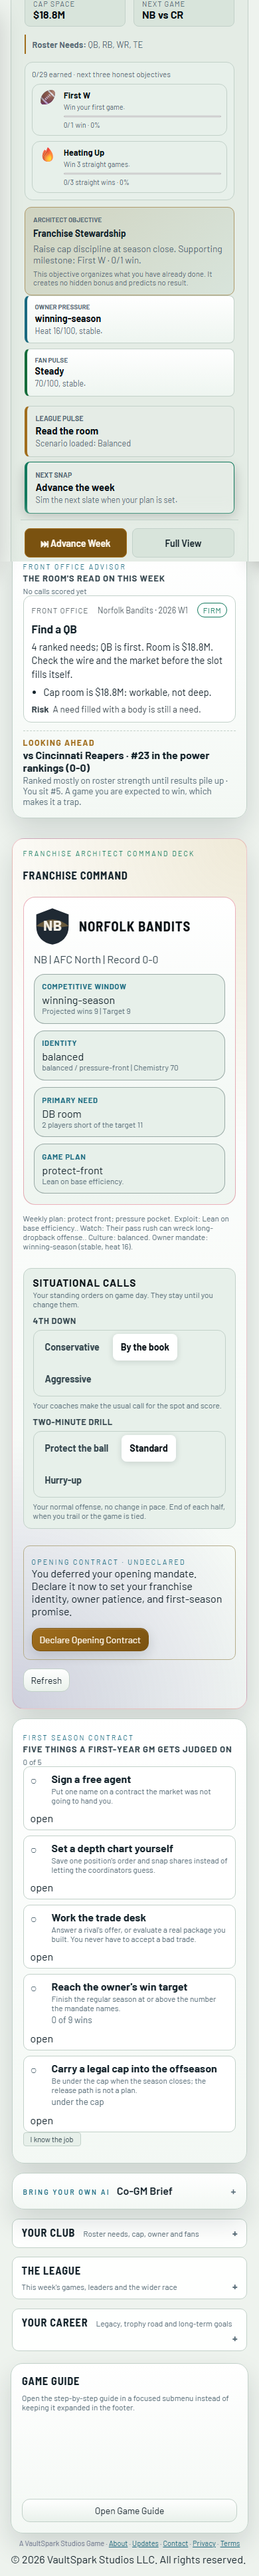 CAP SPACE
$18.8M
NEXT GAME
NB vs CR
Roster Needs: QB, RB, WR, TE
0/29 earned · next three honest objectives
First W
Win your first game.
0/1 win · 0%
Heating Up
Win 3 straight games.
0/3 straight wins · 0%
ARCHITECT OBJECTIVE
Franchise Stewardship
Raise cap discipline at season close. Supporting
milestone: First W · 0/1 win.
This objective organizes what you have already done. It
creates no hidden bonus and predicts no result.
OWNER PRESSURE
winning-season
Heat 16/100, stable.
FAN PULSE
Steady
70/100, stable.
LEAGUE PULSE
Read the room
Scenario loaded: Balanced
NEXT SNAP
Advance the week
Sim the next slate when your plan is set.
⏭ Advance Week
Full View
FRONT OFFICE ADVISOR
THE ROOM'S READ ON THIS WEEK
No calls scored yet
FRONT OFFICE Norfolk Bandits · 2026 W1 FIRM
Find a QB
4 ranked needs; QB is first. Room is $18.8M.
Check the wire and the market before the slot
fills itself.
• Cap room is $18.8M: workable, not deep.
Risk A need filled with a body is still a need.
LOOKING AHEAD
vs Cincinnati Reapers · #23 in the power
rankings (0-0)
Ranked mostly on roster strength until results pile up ·
You sit #5. A game you are expected to win, which
makes it a trap.
FRANCHISE ARCHITECT COMMAND DECK
FRANCHISE COMMAND
NB
NORFOLK BANDITS
NB | AFC North | Record 0-0
COMPETITIVE WINDOW
winning-season
Projected wins 9 | Target 9
IDENTITY
balanced
balanced / pressure-front | Chemistry 70
PRIMARY NEED
DB room
2 players short of the target 11
GAME PLAN
protect-front
Lean on base efficiency.
Weekly plan: protect front; pressure pocket. Exploit: Lean on
base efficiency.. Watch: Their pass rush can wreck long-
dropback offense.. Culture: balanced. Owner mandate:
winning-season (stable, heat 16).
SITUATIONAL CALLS
Your standing orders on game day. They stay until you
change them.
4TH DOWN
Conservative
By the book
Aggressive
Your coaches make the usual call for the spot and score.
TWO-MINUTE DRILL
Protect the ball
Standard
Hurry-up
Your normal offense, no change in pace. End of each half,
when you trail or the game is tied.
OPENING CONTRACT · UNDECLARED
You deferred your opening mandate.
Declare it now to set your franchise
identity, owner patience, and first-season
promise.
Declare Opening Contract
Refresh
FIRST SEASON CONTRACT
FIVE THINGS A FIRST-YEAR GM GETS JUDGED ON
0 of 5
Sign a free agent
Put one name on a contract the market was not
going to hand you.
open
Set a depth chart yourself
Save one position's order and snap shares instead of
letting the coordinators guess.
open
Work the trade desk
Answer a rival's offer, or evaluate a real package you
built. You never have to accept a bad trade.
open
Reach the owner's win target
Finish the regular season at or above the number
the mandate names.
0 of 9 wins
open
Carry a legal cap into the offseason
Be under the cap when the season closes; the
release path is not a plan.
under the cap
open
I know the job
BRING YOUR OWN AI Co-GM Brief +
YOUR CLUB Roster needs, cap, owner and fans +
THE LEAGUE
This week's games, leaders and the wider race +
YOUR CAREER Legacy, trophy road and long-term goals
+
GAME GUIDE
Open the step-by-step guide in a focused submenu instead of
keeping it expanded in the footer.
Open Game Guide
A VaultSpark Studios Game · About · Updates · Contact · Privacy · Terms
© 2026 VaultSpark Studios LLC. All rights reserved.